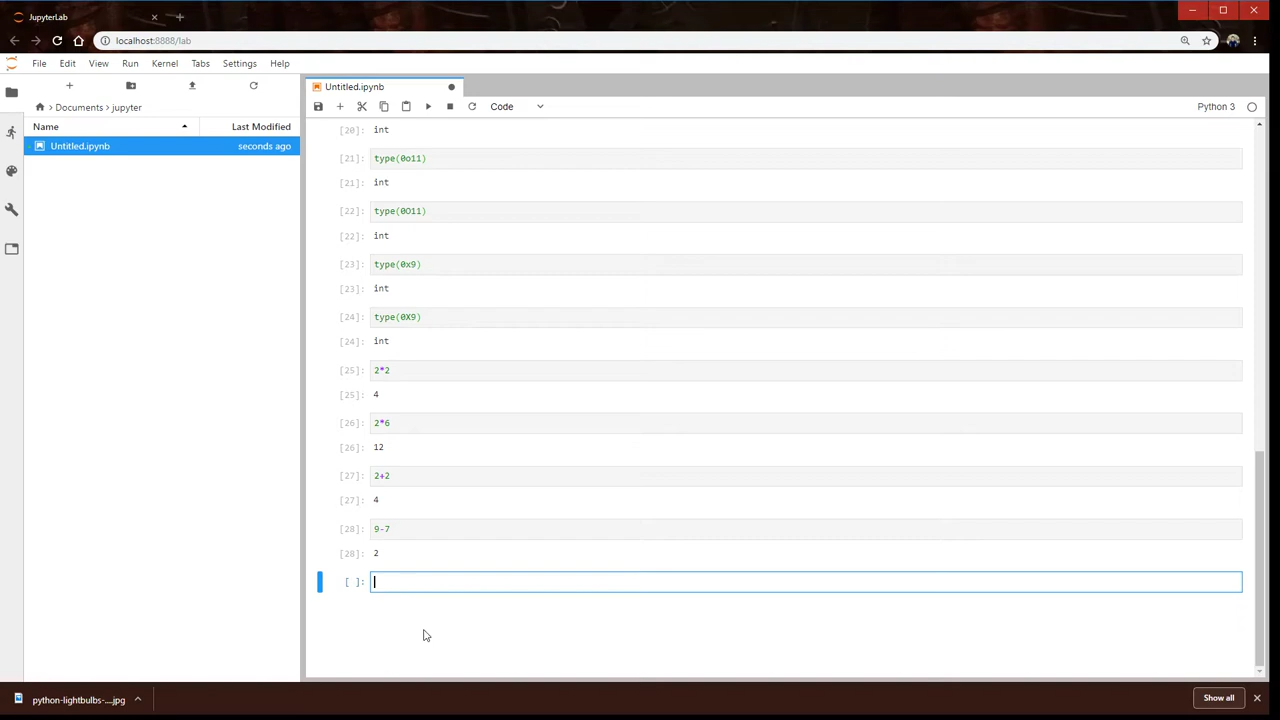 JupyterLab
localhost:8888/lab
File Edit View Run Kernel Tabs Settings Help
Untitled.ipynb
Code
Python 3
Documents jupyter
Name Last Modified
Untitled.ipynb seconds ago
[20]: int
[21]: type(0o11)
[21]: int
[22]: type(0O11)
[22]: int
[23]: type(0x9)
[23]: int
[24]: type(0X9)
[24]: int
[25]: 2*2
[25]: 4
[26]: 2*6
[26]: 12
[27]: 2+2
[27]: 4
[28]: 9-7
[28]: 2
[ ]:
python-lightbulbs-....jpg
Show all